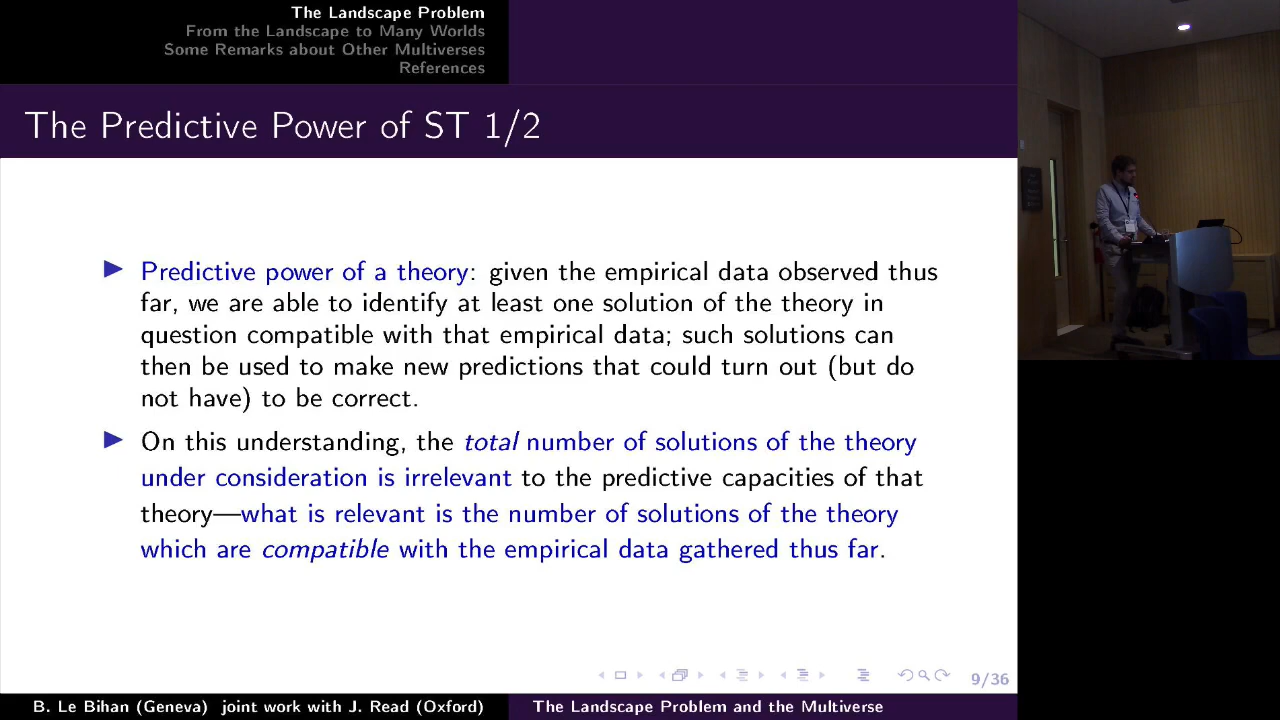 The Landscape Problem
From the Landscape to Many Worlds
Some Remarks about Other Multiverses
References
The Predictive Power of ST 1/2
Predictive power of a theory: given the empirical data observed thus
far, we are able to identify at least one solution of the theory in
question compatible with that empirical data; such solutions can
then be used to make new predictions that could turn out (but do
not have) to be correct.
On this understanding, the total number of solutions of the theory
under consideration is irrelevant to the predictive capacities of that
theory—what is relevant is the number of solutions of the theory
which are compatible with the empirical data gathered thus far.
9/36
B. Le Bihan (Geneva) joint work with J. Read (Oxford)
The Landscape Problem and the Multiverse